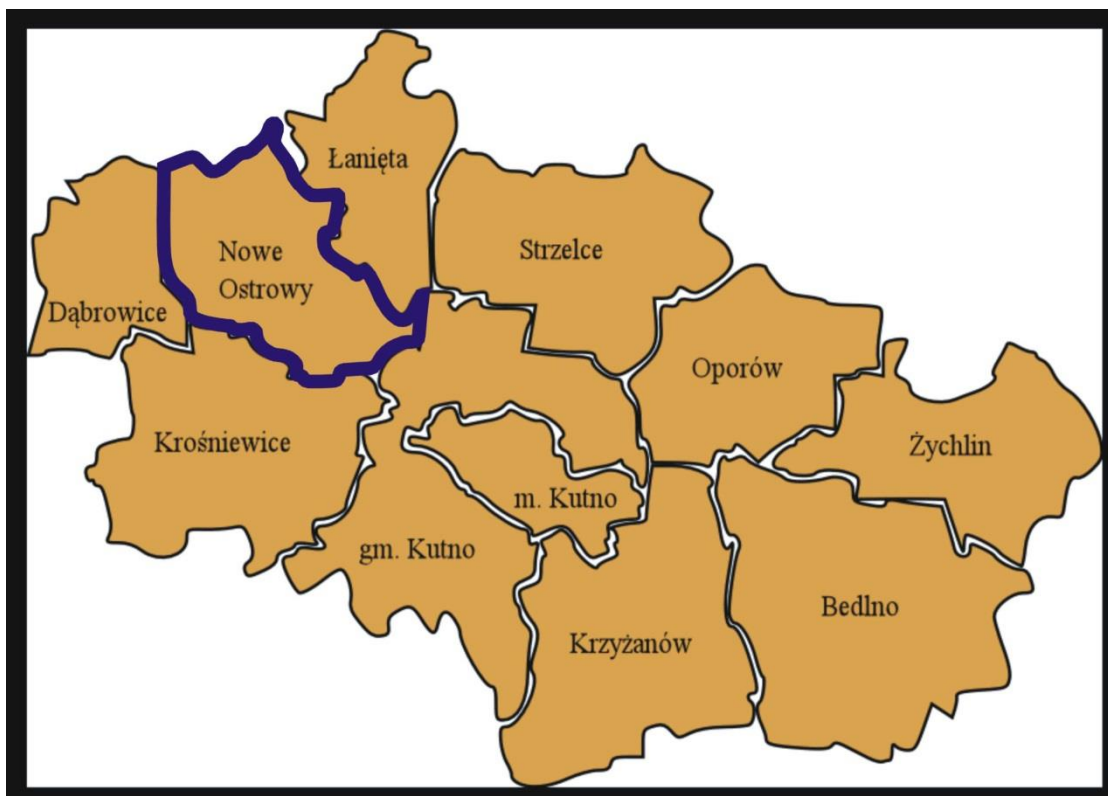 Łanięta
Nowe
Ostrowy
Strzelce
Dąbrowice
Oporów
Krośniewice
Żychlin
m. Kutno
gm. Kutno
Bedlno
Krzyżanów